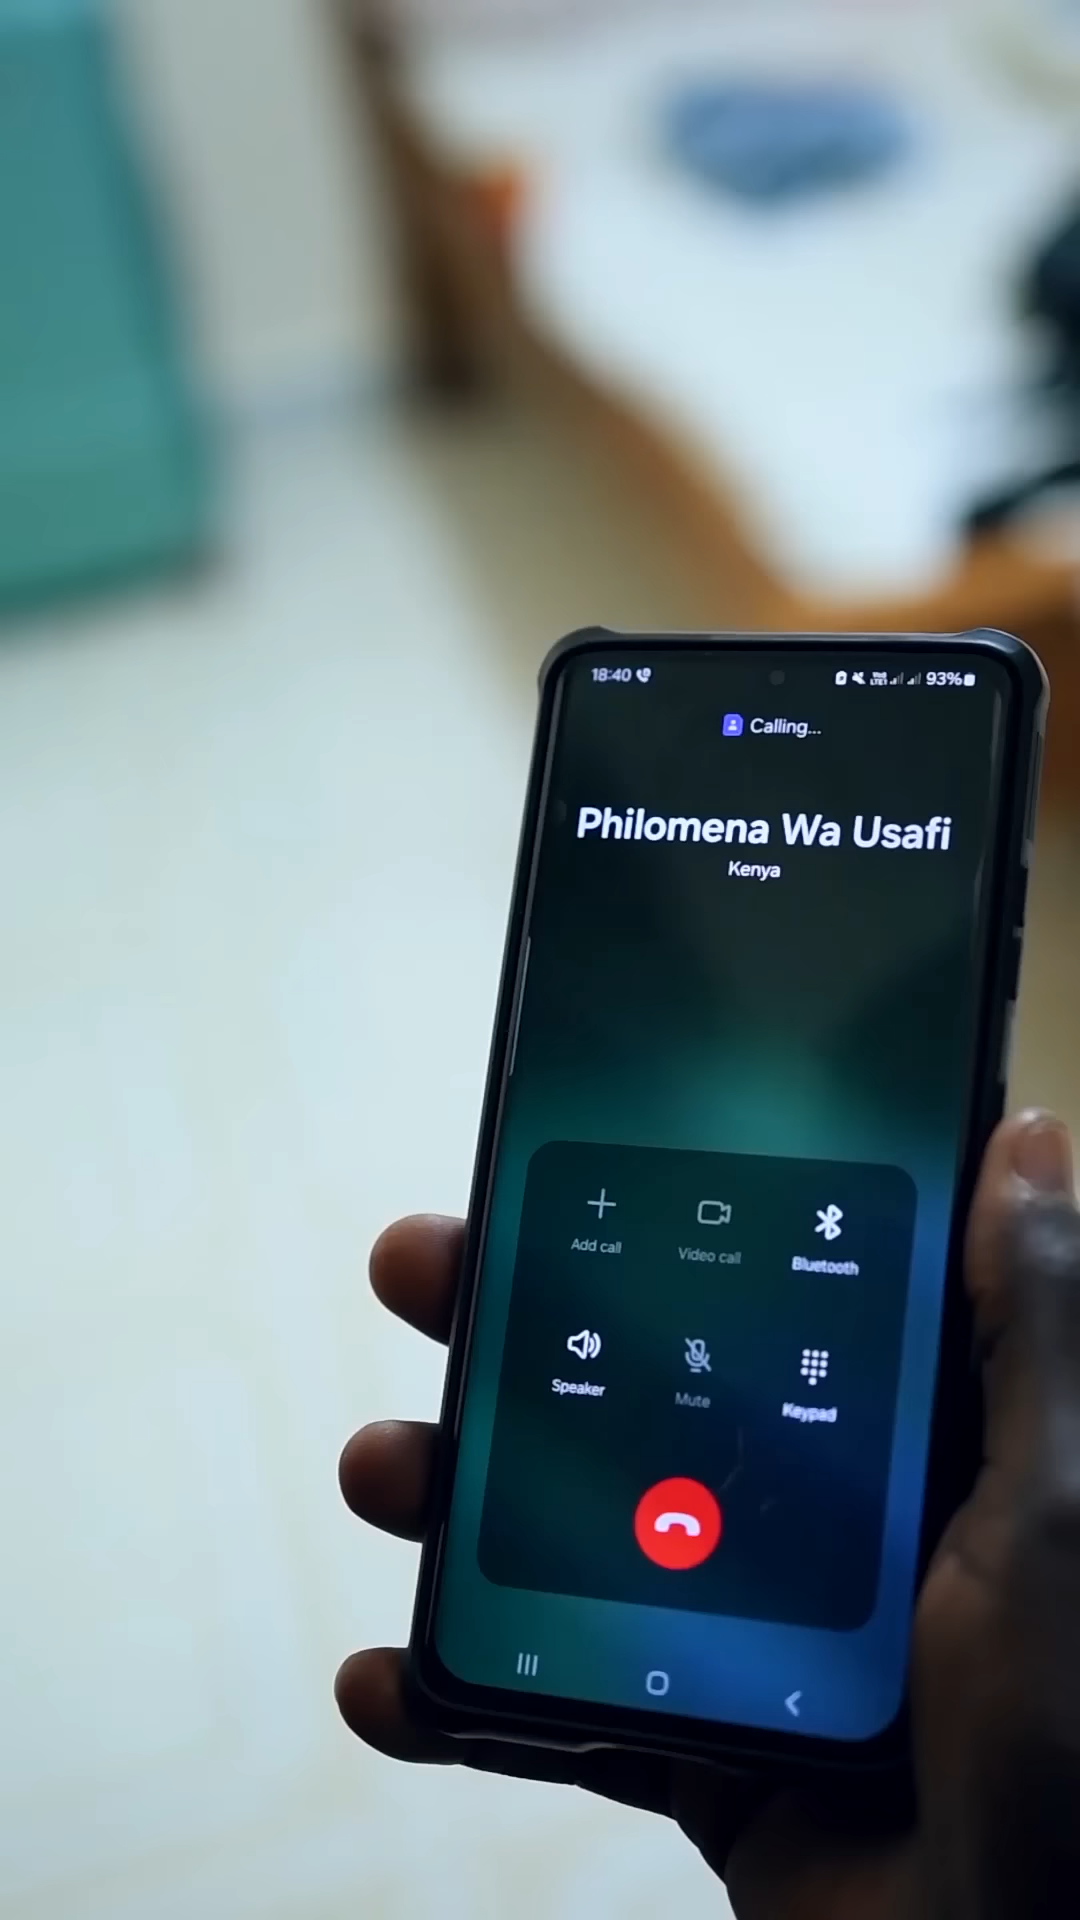 18:40
93%
Calling...
Philomena Wa Usafi
Kenya
Add call
Video call
Bluetooth
Speaker
Mute
Keypad